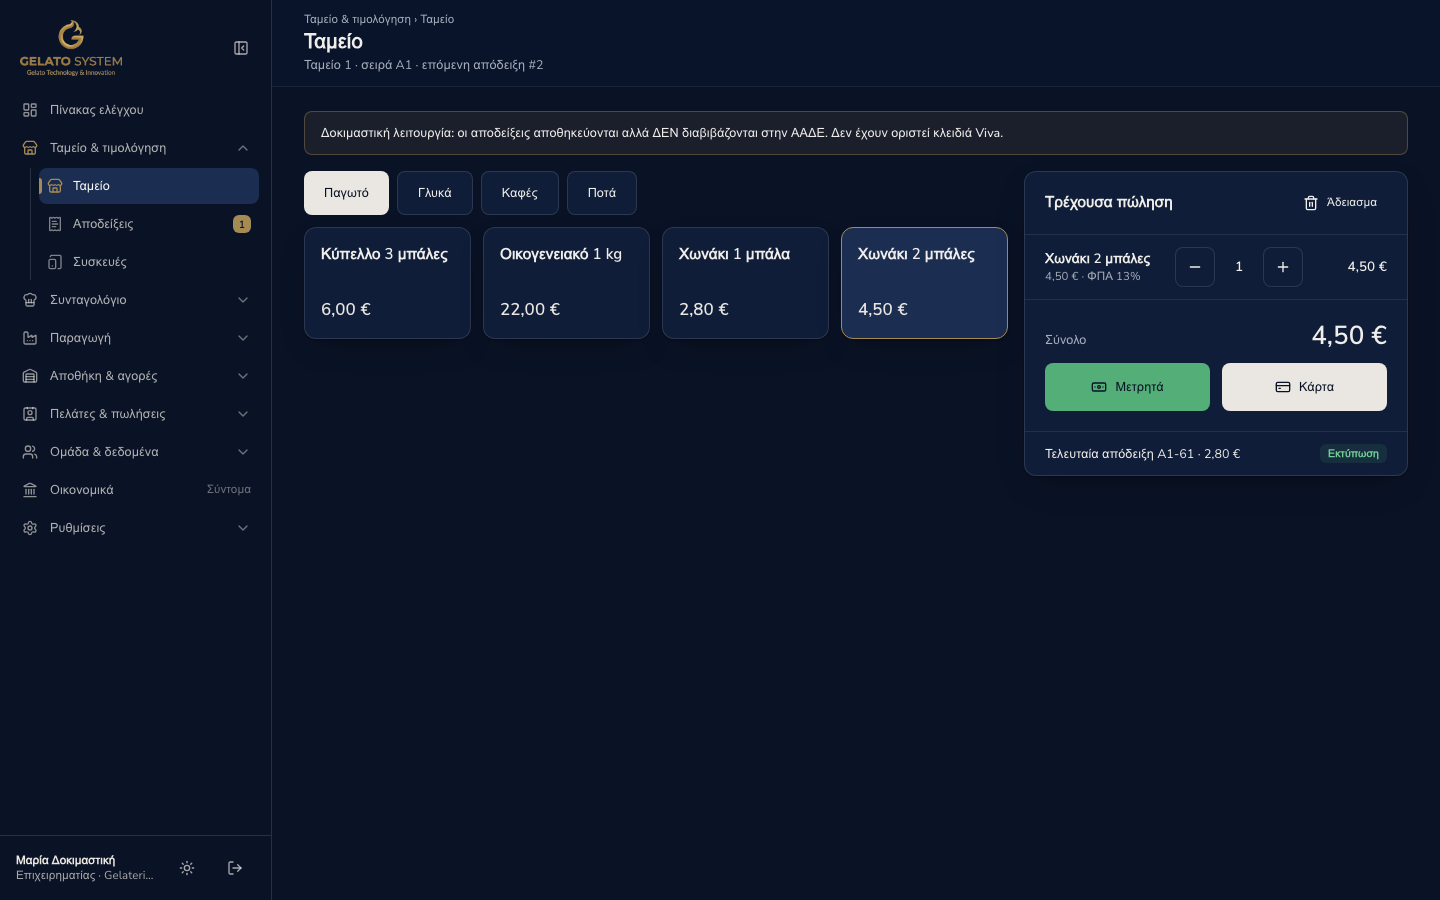 GELATO SYSTEM
Gelato Technology & Innovation
Πίνακας ελέγχου
Ταμείο & τιμολόγηση
Ταμείο
Αποδείξεις
1
Συσκευές
Συνταγολόγιο
Παραγωγή
Αποθήκη & αγορές
Πελάτες & πωλήσεις
Ομάδα & δεδομένα
Οικονομικά
Σύντομα
Ρυθμίσεις
Μαρία Δοκιμαστική
Επιχειρηματίας · Gelateri...
Ταμείο & τιμολόγηση › Ταμείο
Ταμείο
Ταμείο 1 · σειρά A1 · επόμενη απόδειξη #2
Δοκιμαστική λειτουργία: οι αποδείξεις αποθηκεύονται αλλά ΔΕΝ διαβιβάζονται στην ΑΑΔΕ. Δεν έχουν οριστεί κλειδιά Viva.
Παγωτό
Γλυκά
Καφές
Ποτά
Κύπελλο 3 μπάλες
6,00 €
Οικογενειακό 1 kg
22,00 €
Χωνάκι 1 μπάλα
2,80 €
Χωνάκι 2 μπάλες
4,50 €
Τρέχουσα πώληση
Άδειασμα
Χωνάκι 2 μπάλες
4,50 € · ΦΠΑ 13%
1
4,50 €
Σύνολο
4,50 €
Μετρητά
Κάρτα
Τελευταία απόδειξη A1-61 · 2,80 €
Εκτύπωση